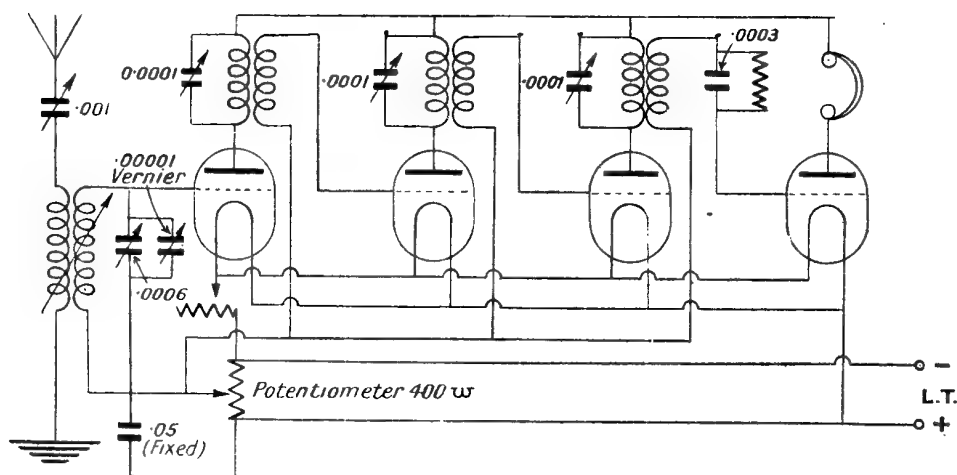 0.0001
.0001
.0001
.0003
.001
.00001
Vernier
.0006
Potentiometer 400 ω
.05
(Fixed)
−
L.T.
+